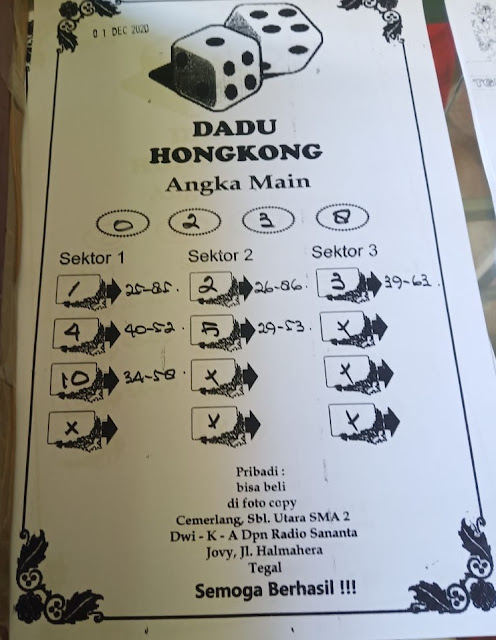 01 DEC 2020
DADU
HONGKONG
Angka Main
0 2 3 8
Sektor 1 Sektor 2 Sektor 3
1 25-85. 2 26-86. 3 39-63.
4 40-52 5 29-53. x
10 34-58. x x
x x x
Pribadi :
bisa beli
di foto copy
Cemerlang, Sbl. Utara SMA 2
Dwi - K - A Dpn Radio Sananta
Jovy, Jl. Halmahera
Tegal
Semoga Berhasil !!!